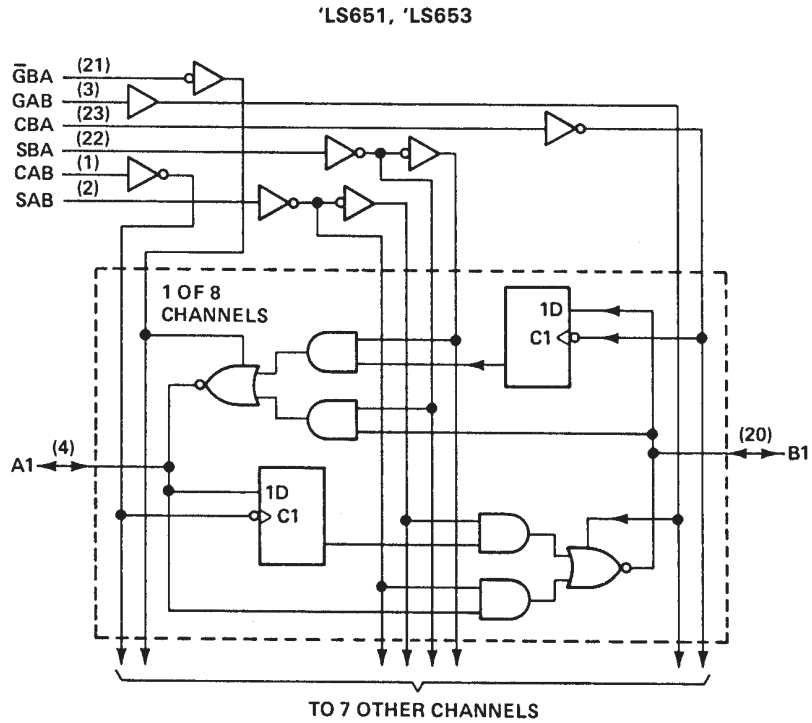 'LS651, 'LS653
G̅BA (21)
GAB (3)
CBA (23)
SBA (22)
CAB (1)
SAB (2)
1 OF 8
CHANNELS
1D
C1
A1 (4)
(20) B1
1D
C1
TO 7 OTHER CHANNELS